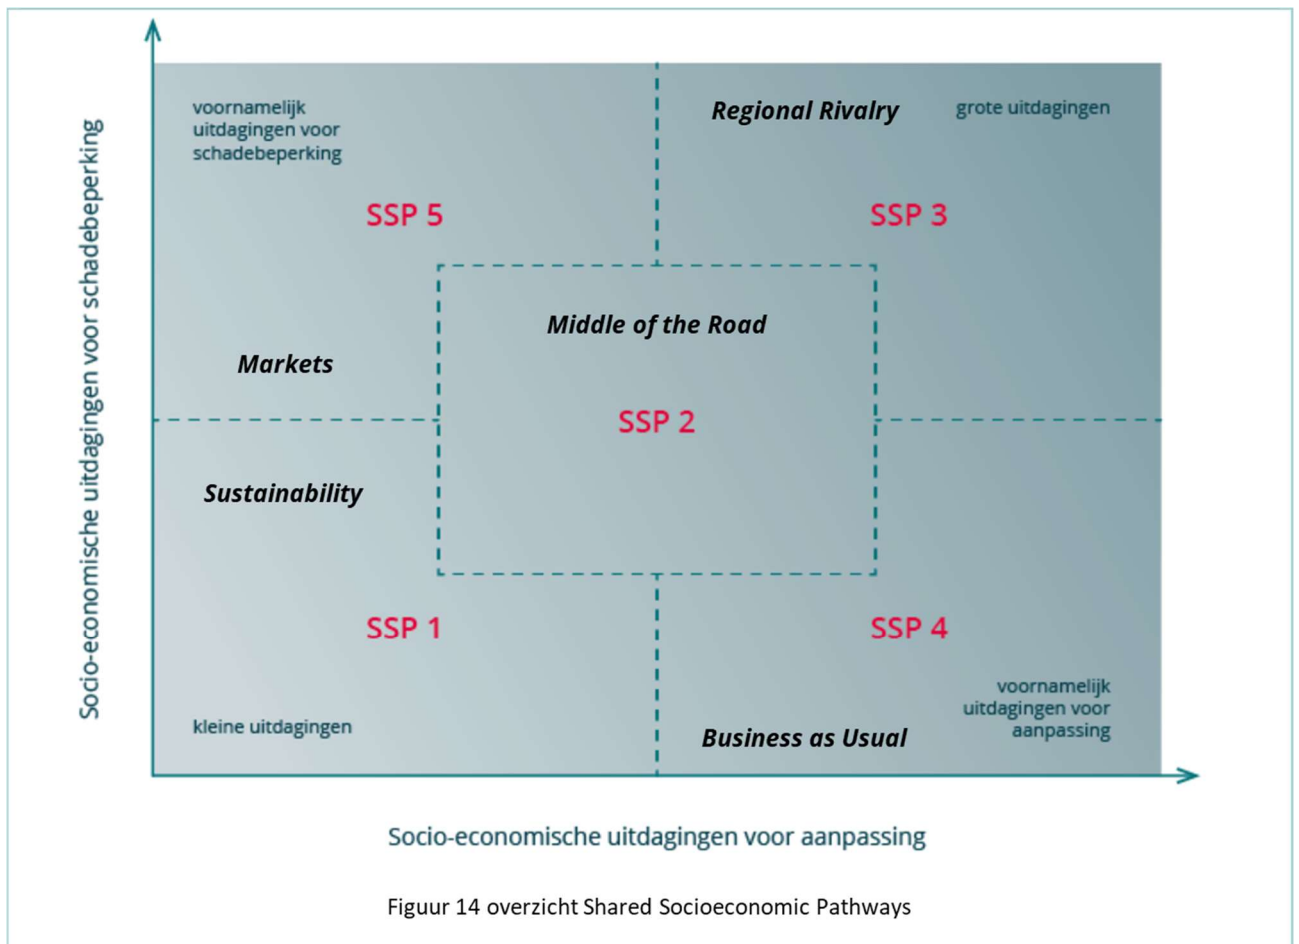 Socio-economische uitdagingen voor schadebeperking
voornamelijk
uitdagingen voor
schadebeperking
SSP 5
Markets
Regional Rivalry
grote uitdagingen
SSP 3
Middle of the Road
SSP 2
Sustainability
SSP 1
kleine uitdagingen
SSP 4
voornamelijk
uitdagingen voor
aanpassing
Business as Usual
Socio-economische uitdagingen voor aanpassing
Figuur 14 overzicht Shared Socioeconomic Pathways